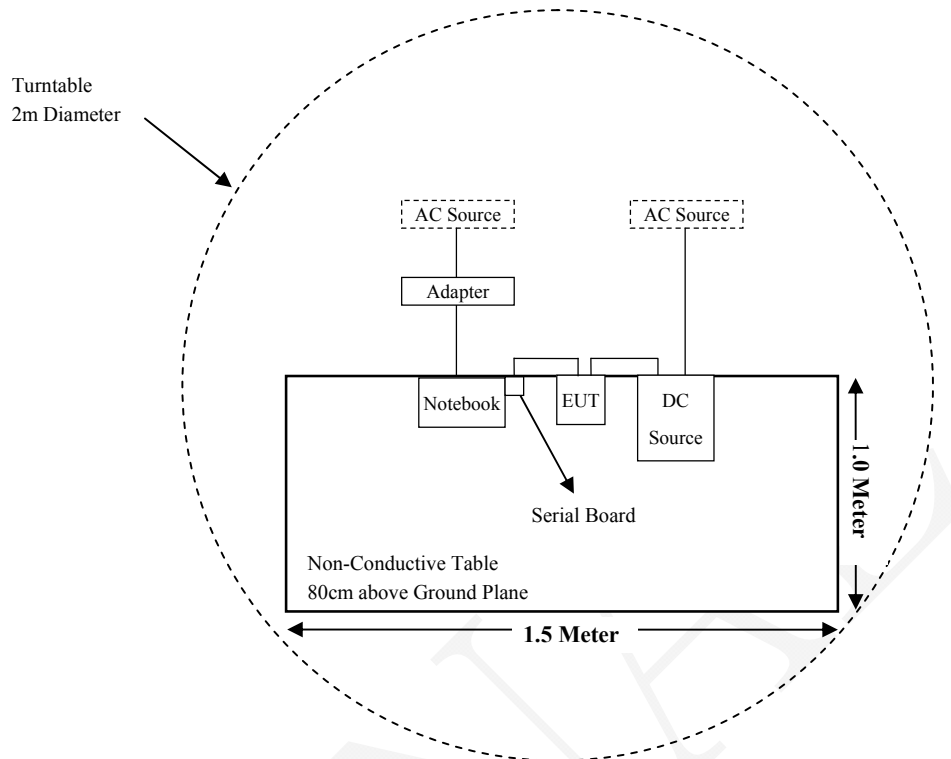 Turntable
2m Diameter
AC Source
AC Source
Adapter
Notebook
EUT
DC
Source
1.0 Meter
Serial Board
Non-Conductive Table
80cm above Ground Plane
1.5 Meter